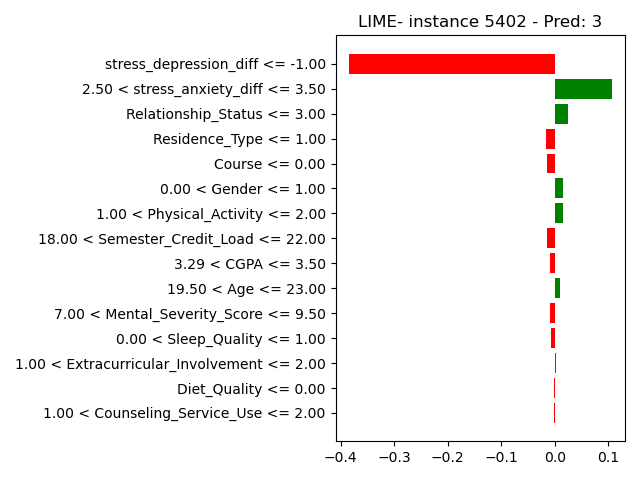 LIME- instance 5402 - Pred: 3
stress_depression_diff <= -1.00
2.50 < stress_anxiety_diff <= 3.50
Relationship_Status <= 3.00
Residence_Type <= 1.00
Course <= 0.00
0.00 < Gender <= 1.00
1.00 < Physical_Activity <= 2.00
18.00 < Semester_Credit_Load <= 22.00
3.29 < CGPA <= 3.50
19.50 < Age <= 23.00
7.00 < Mental_Severity_Score <= 9.50
0.00 < Sleep_Quality <= 1.00
1.00 < Extracurricular_Involvement <= 2.00
Diet_Quality <= 0.00
1.00 < Counseling_Service_Use <= 2.00
−0.4 −0.3 −0.2 −0.1 0.0 0.1